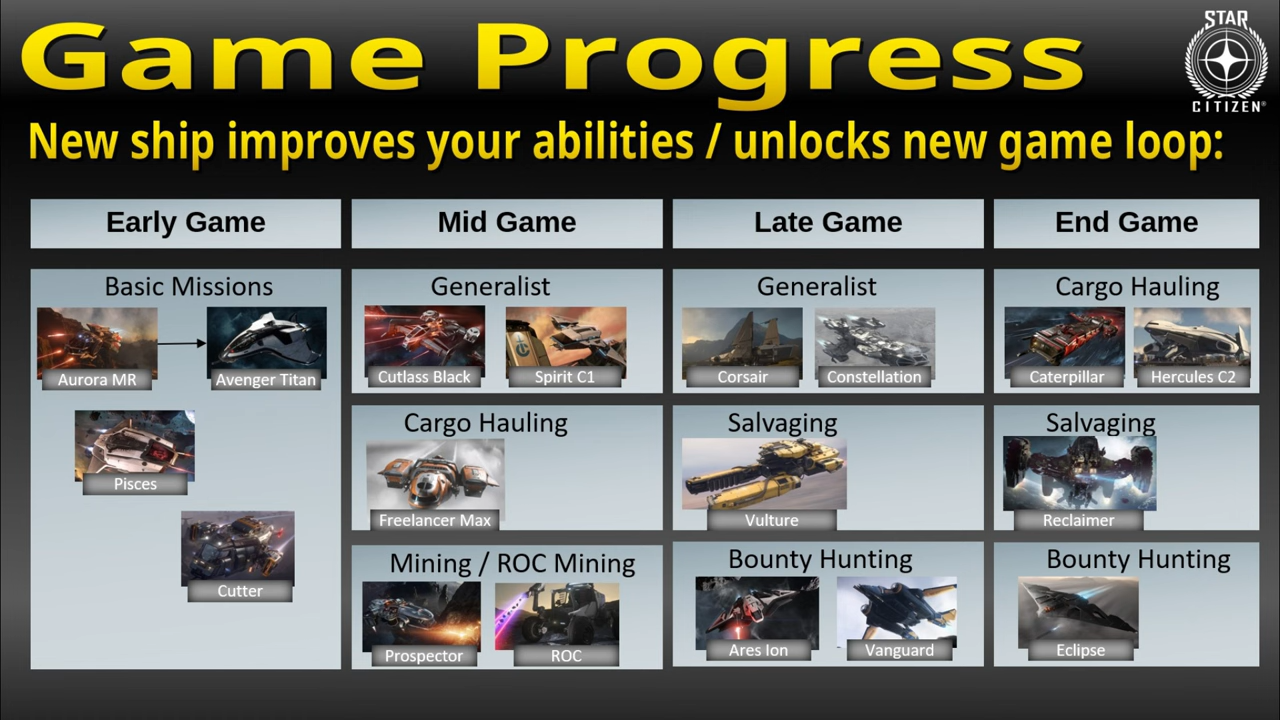 Game Progress
STAR
CITIZEN®
New ship improves your abilities / unlocks new game loop:
Early Game
Mid Game
Late Game
End Game
Basic Missions
Aurora MR
Avenger Titan
Pisces
Cutter
Generalist
Cutlass Black
Spirit C1
Cargo Hauling
Freelancer Max
Mining / ROC Mining
Prospector
ROC
Generalist
Corsair
Constellation
Salvaging
Vulture
Bounty Hunting
Ares Ion
Vanguard
Cargo Hauling
Caterpillar
Hercules C2
Salvaging
Reclaimer
Bounty Hunting
Eclipse